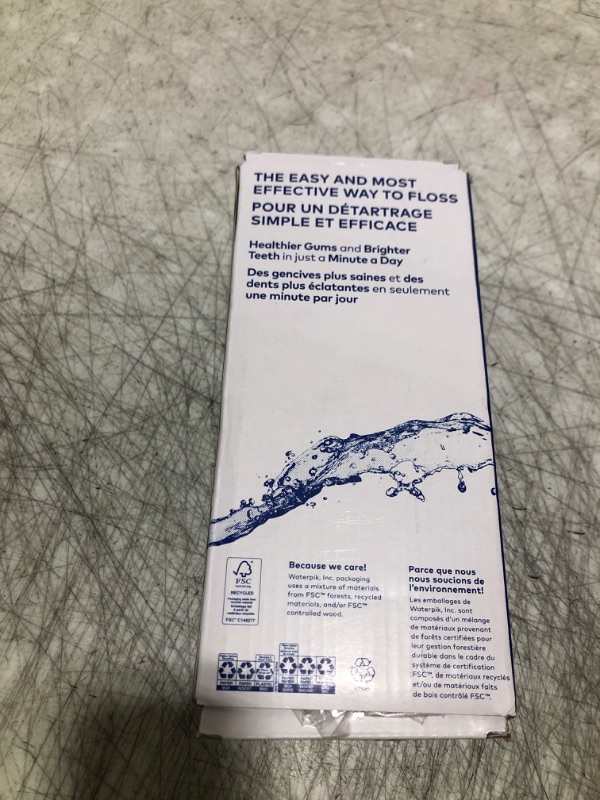 THE EASY AND MOST
EFFECTIVE WAY TO FLOSS
POUR UN DÉTARTRAGE
SIMPLE ET EFFICACE
Healthier Gums and Brighter
Teeth in just a Minute a Day
Des gencives plus saines et des
dents plus éclatantes en seulement
une minute par jour
FSC
RECYCLED
FSC™ C148277
Because we care!
Waterpik, Inc. packaging
uses a mixture of materials
from FSC™ forests, recycled
materials, and/or FSC™
controlled wood.
Parce que nous
nous soucions de
l'environnement!
Les emballages de
Waterpik, Inc. sont
composés d'un mélange
de matériaux provenant
de forêts certifiées pour
leur gestion forestière
durable dans le cadre du
système de certification
FSC™, de matériaux recyclés
et/ou de matériaux faits
de bois contrôlé FSC™.